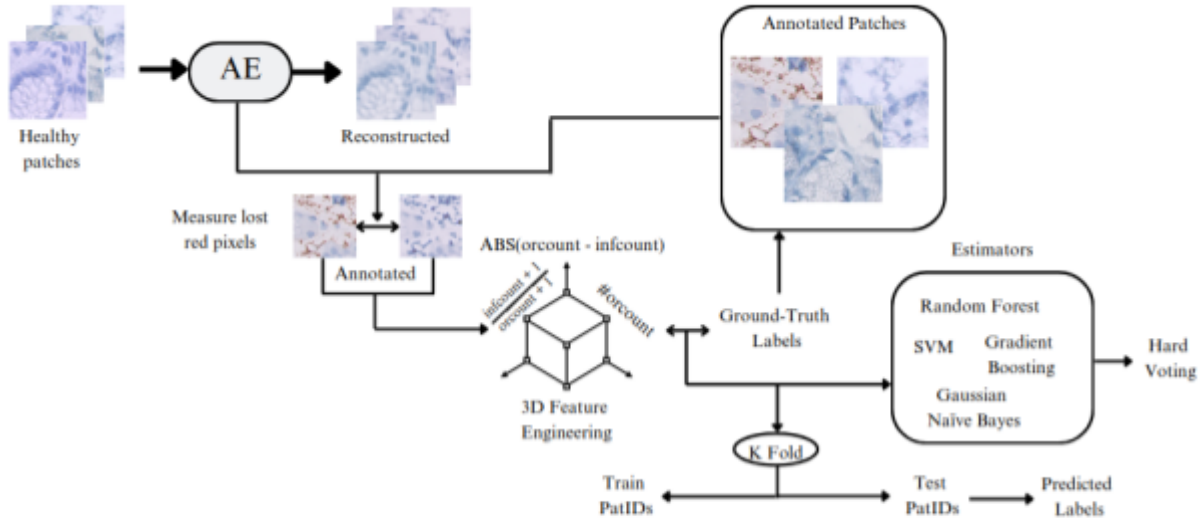 Annotated Patches
AE
Healthy
patches
Reconstructed
Measure lost
red pixels
Annotated
ABS(orcount - infcount)
infcount + 1
orcount + 1
#orcount
3D Feature
Engineering
Ground-Truth
Labels
Estimators
Random Forest
SVM
Gradient
Boosting
Gaussian
Naïve Bayes
Hard
Voting
K Fold
Train
PatIDs
Test
PatIDs
Predicted
Labels